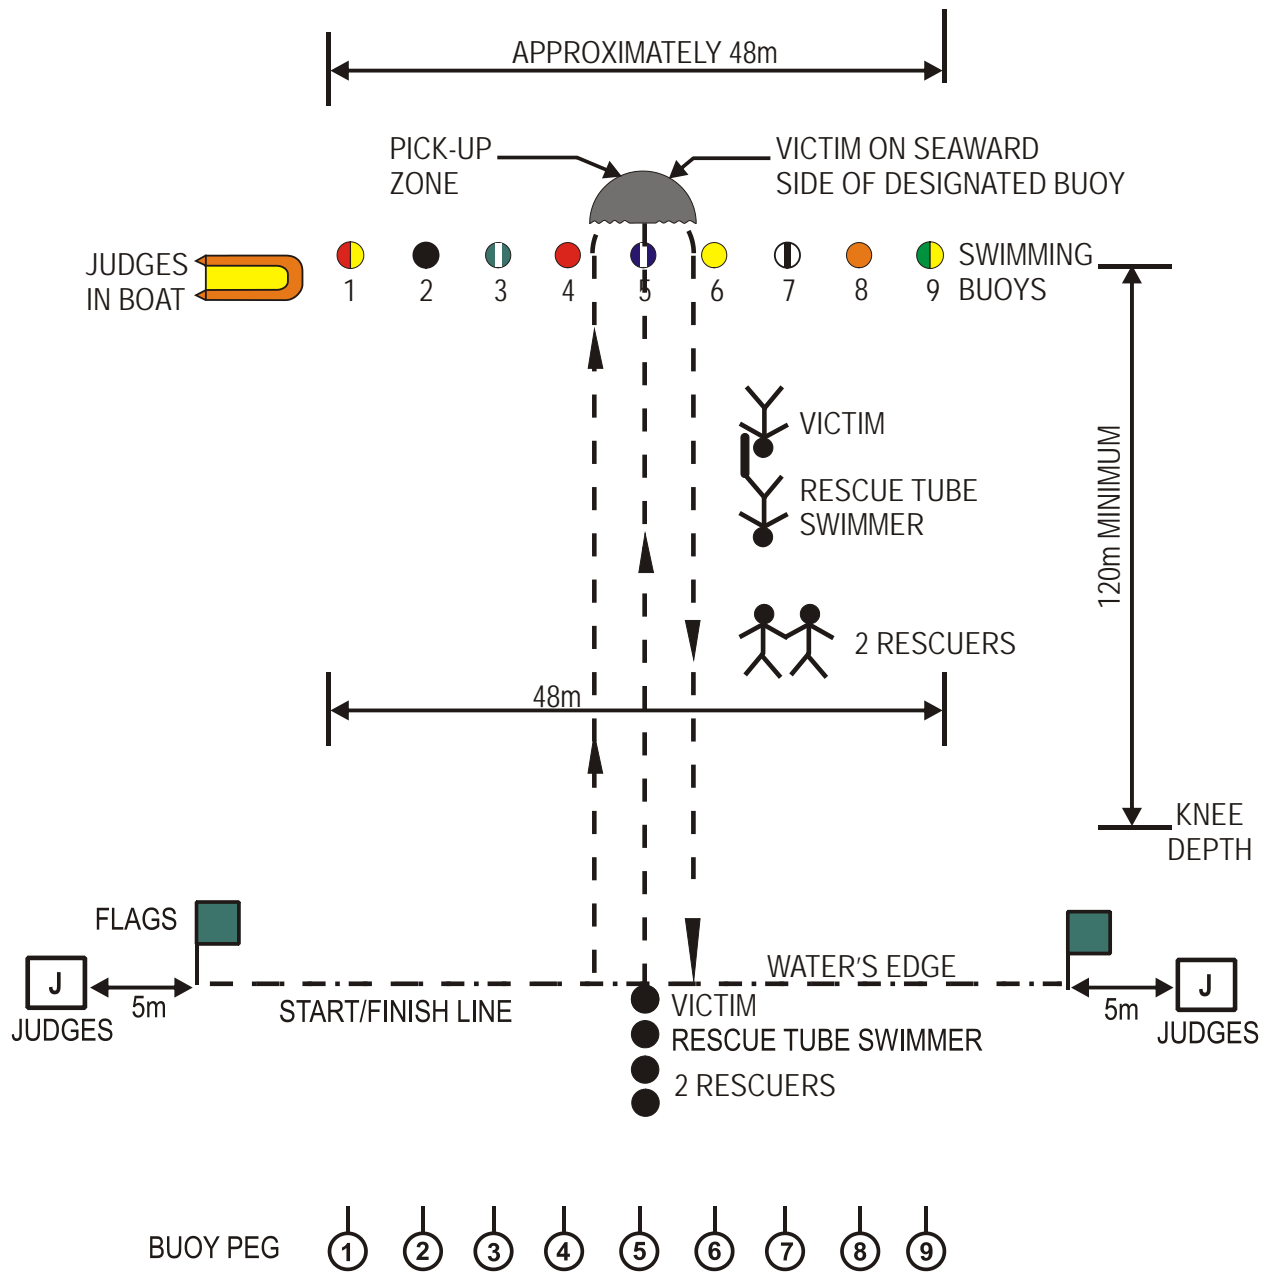 APPROXIMATELY 48m
PICK-UP
ZONE
VICTIM ON SEAWARD
SIDE OF DESIGNATED BUOY
JUDGES
IN BOAT
SWIMMING
BUOYS
1 2 3 4 5 6 7 8 9
VICTIM
RESCUE TUBE
SWIMMER
120m MINIMUM
2 RESCUERS
48m
KNEE
DEPTH
FLAGS
J
JUDGES
5m
WATER'S EDGE
START/FINISH LINE
J
JUDGES
5m
VICTIM
RESCUE TUBE SWIMMER
2 RESCUERS
BUOY PEG
1 2 3 4 5 6 7 8 9